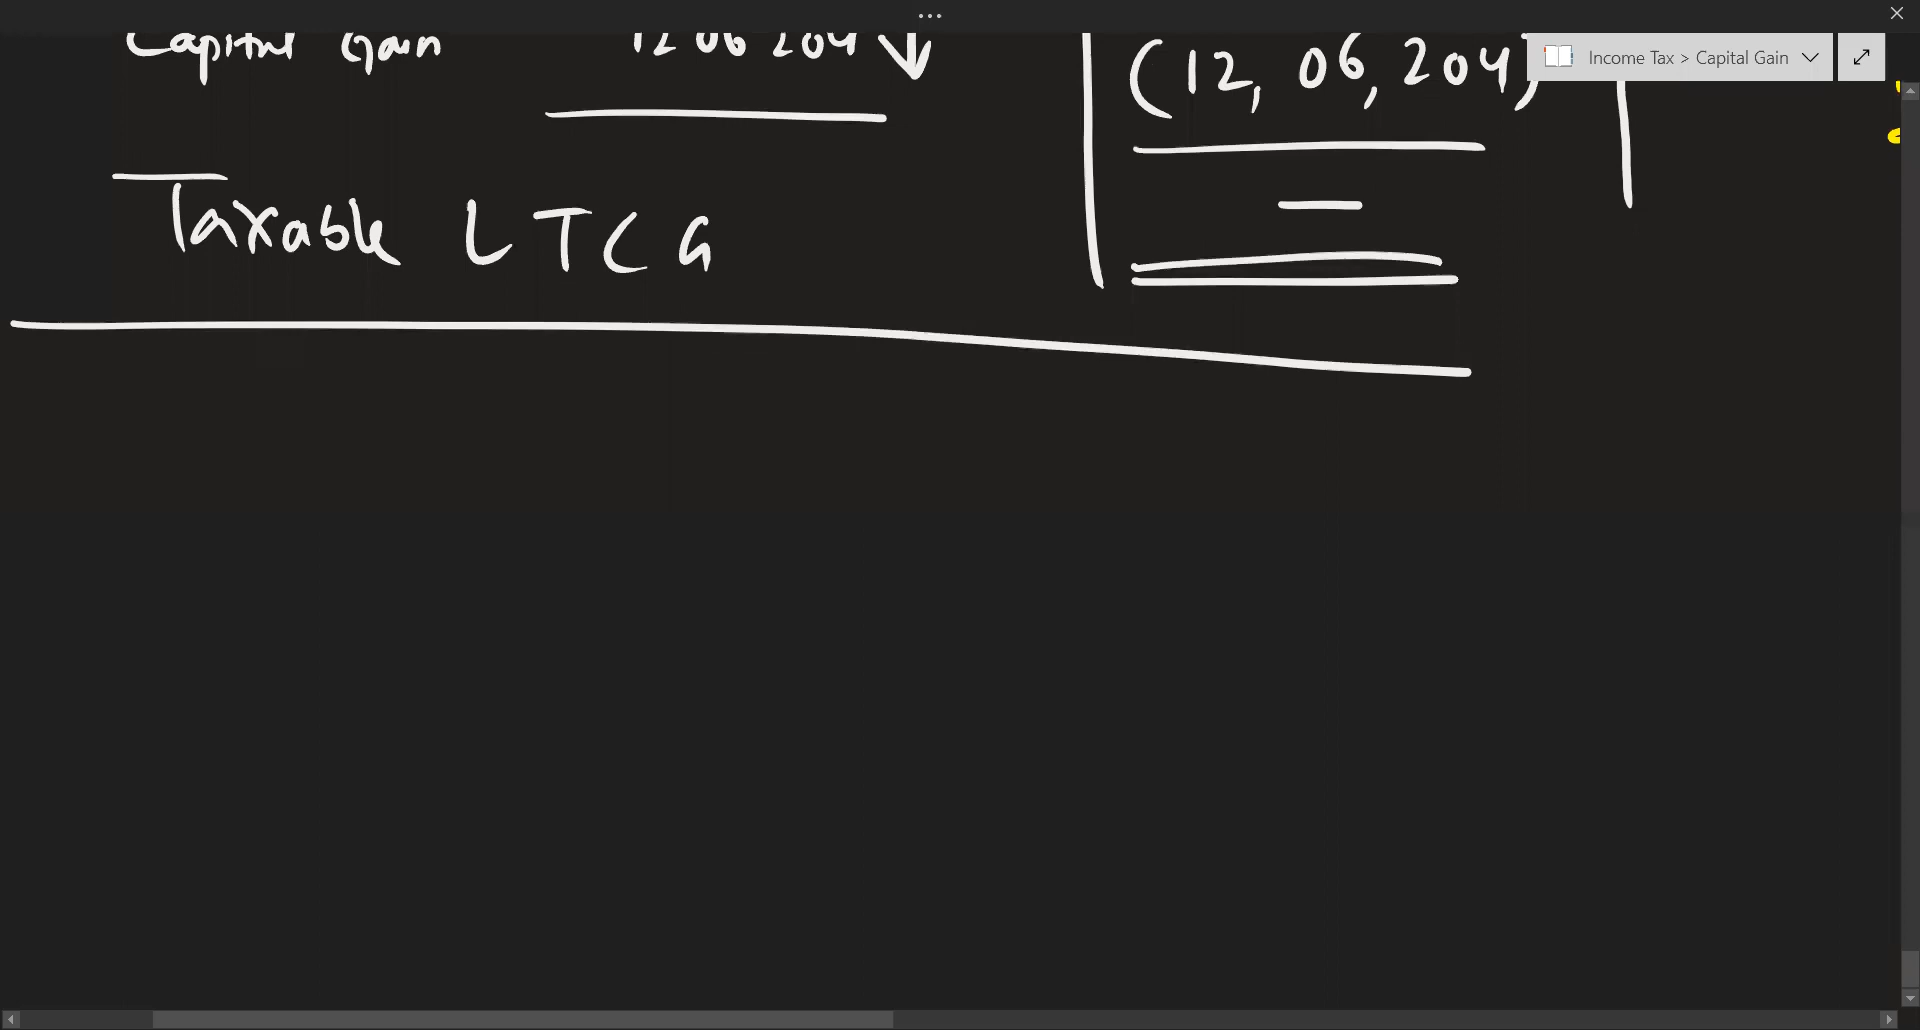 Income Tax > Capital Gain
Capital Gain 12 06 204
(12, 06, 204)
Taxable LTCG